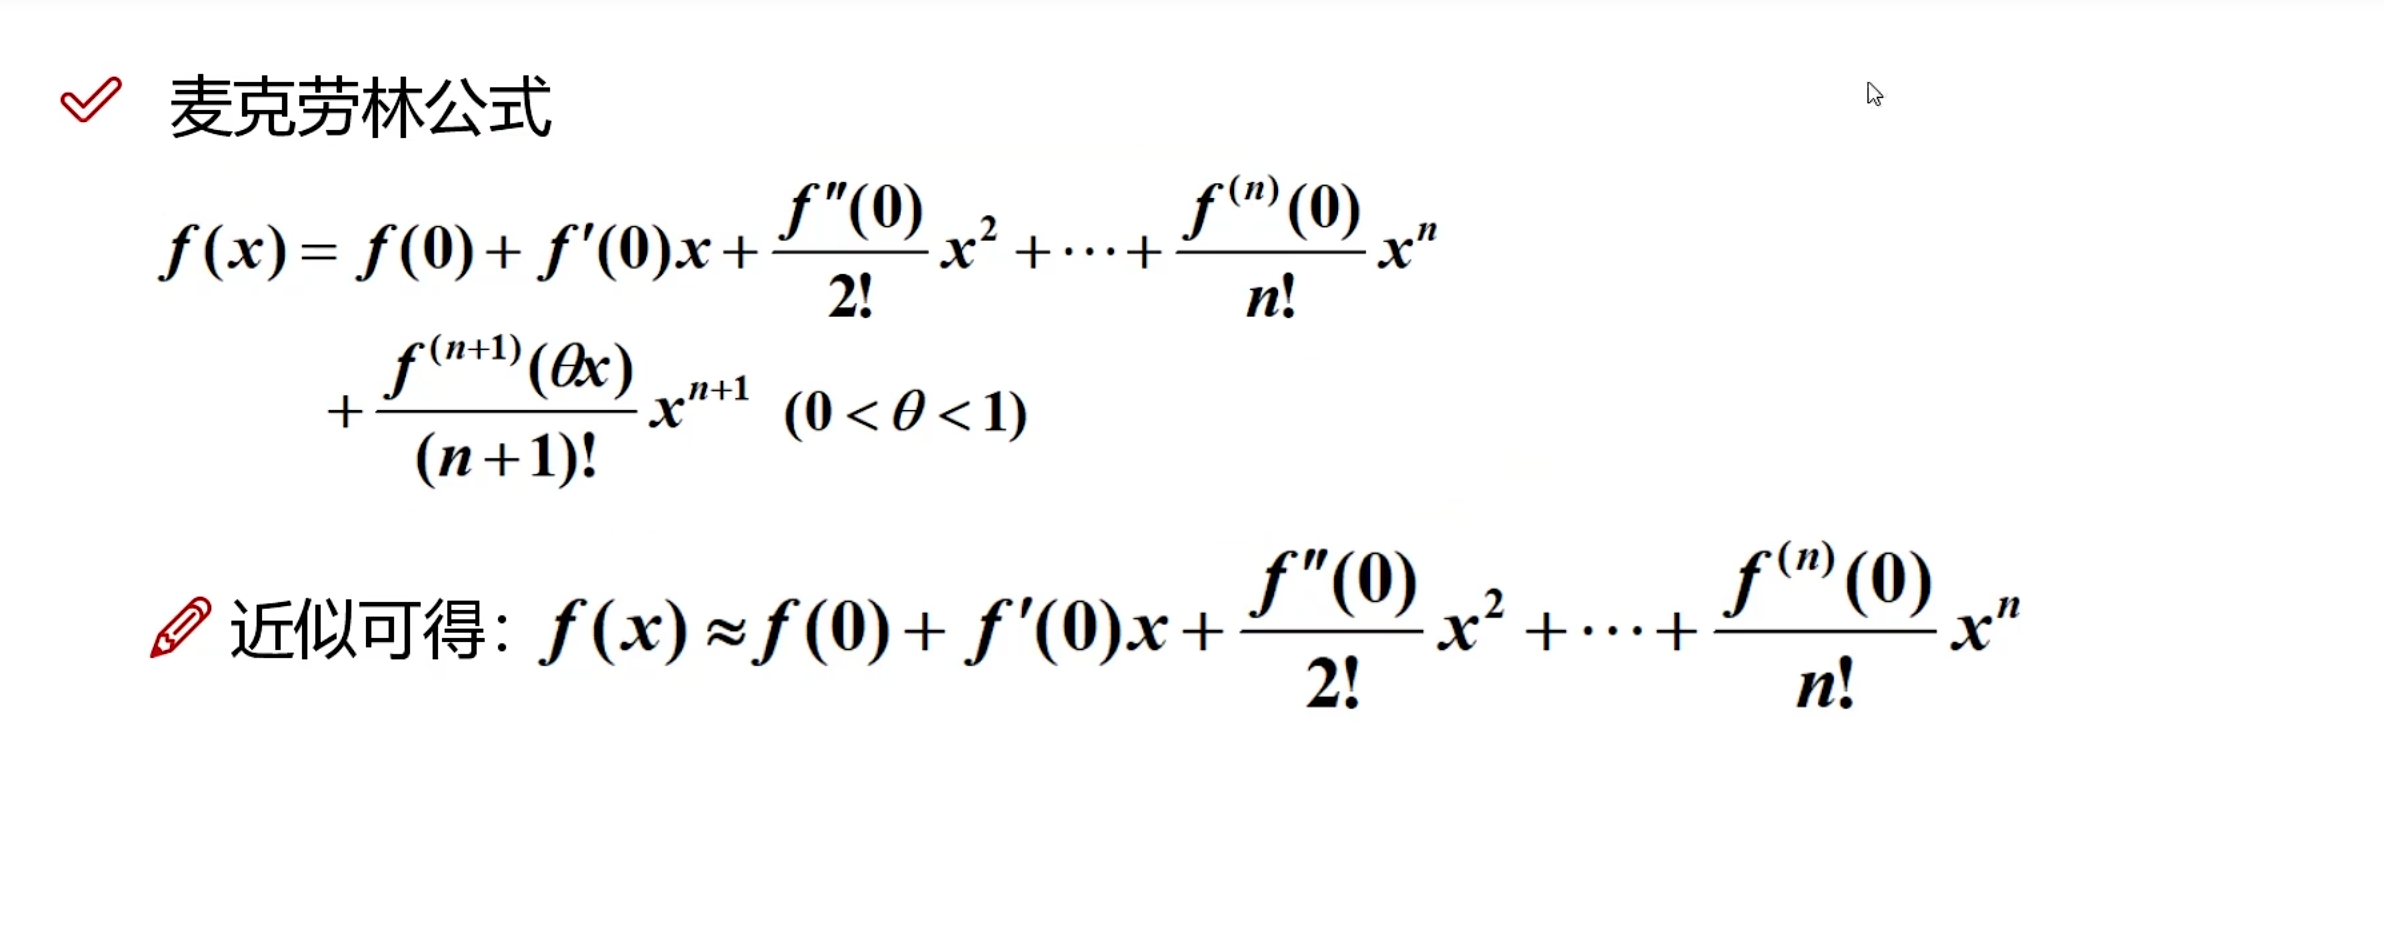 麦克劳林公式
f(x) = f(0) + f′(0)x + f″(0)/2! x² + ⋯ + f⁽ⁿ⁾(0)/n! xⁿ
+ f⁽ⁿ⁺¹⁾(θx)/(n+1)! xⁿ⁺¹ (0 < θ < 1)
近似可得：f(x) ≈ f(0) + f′(0)x + f″(0)/2! x² + ⋯ + f⁽ⁿ⁾(0)/n! xⁿ